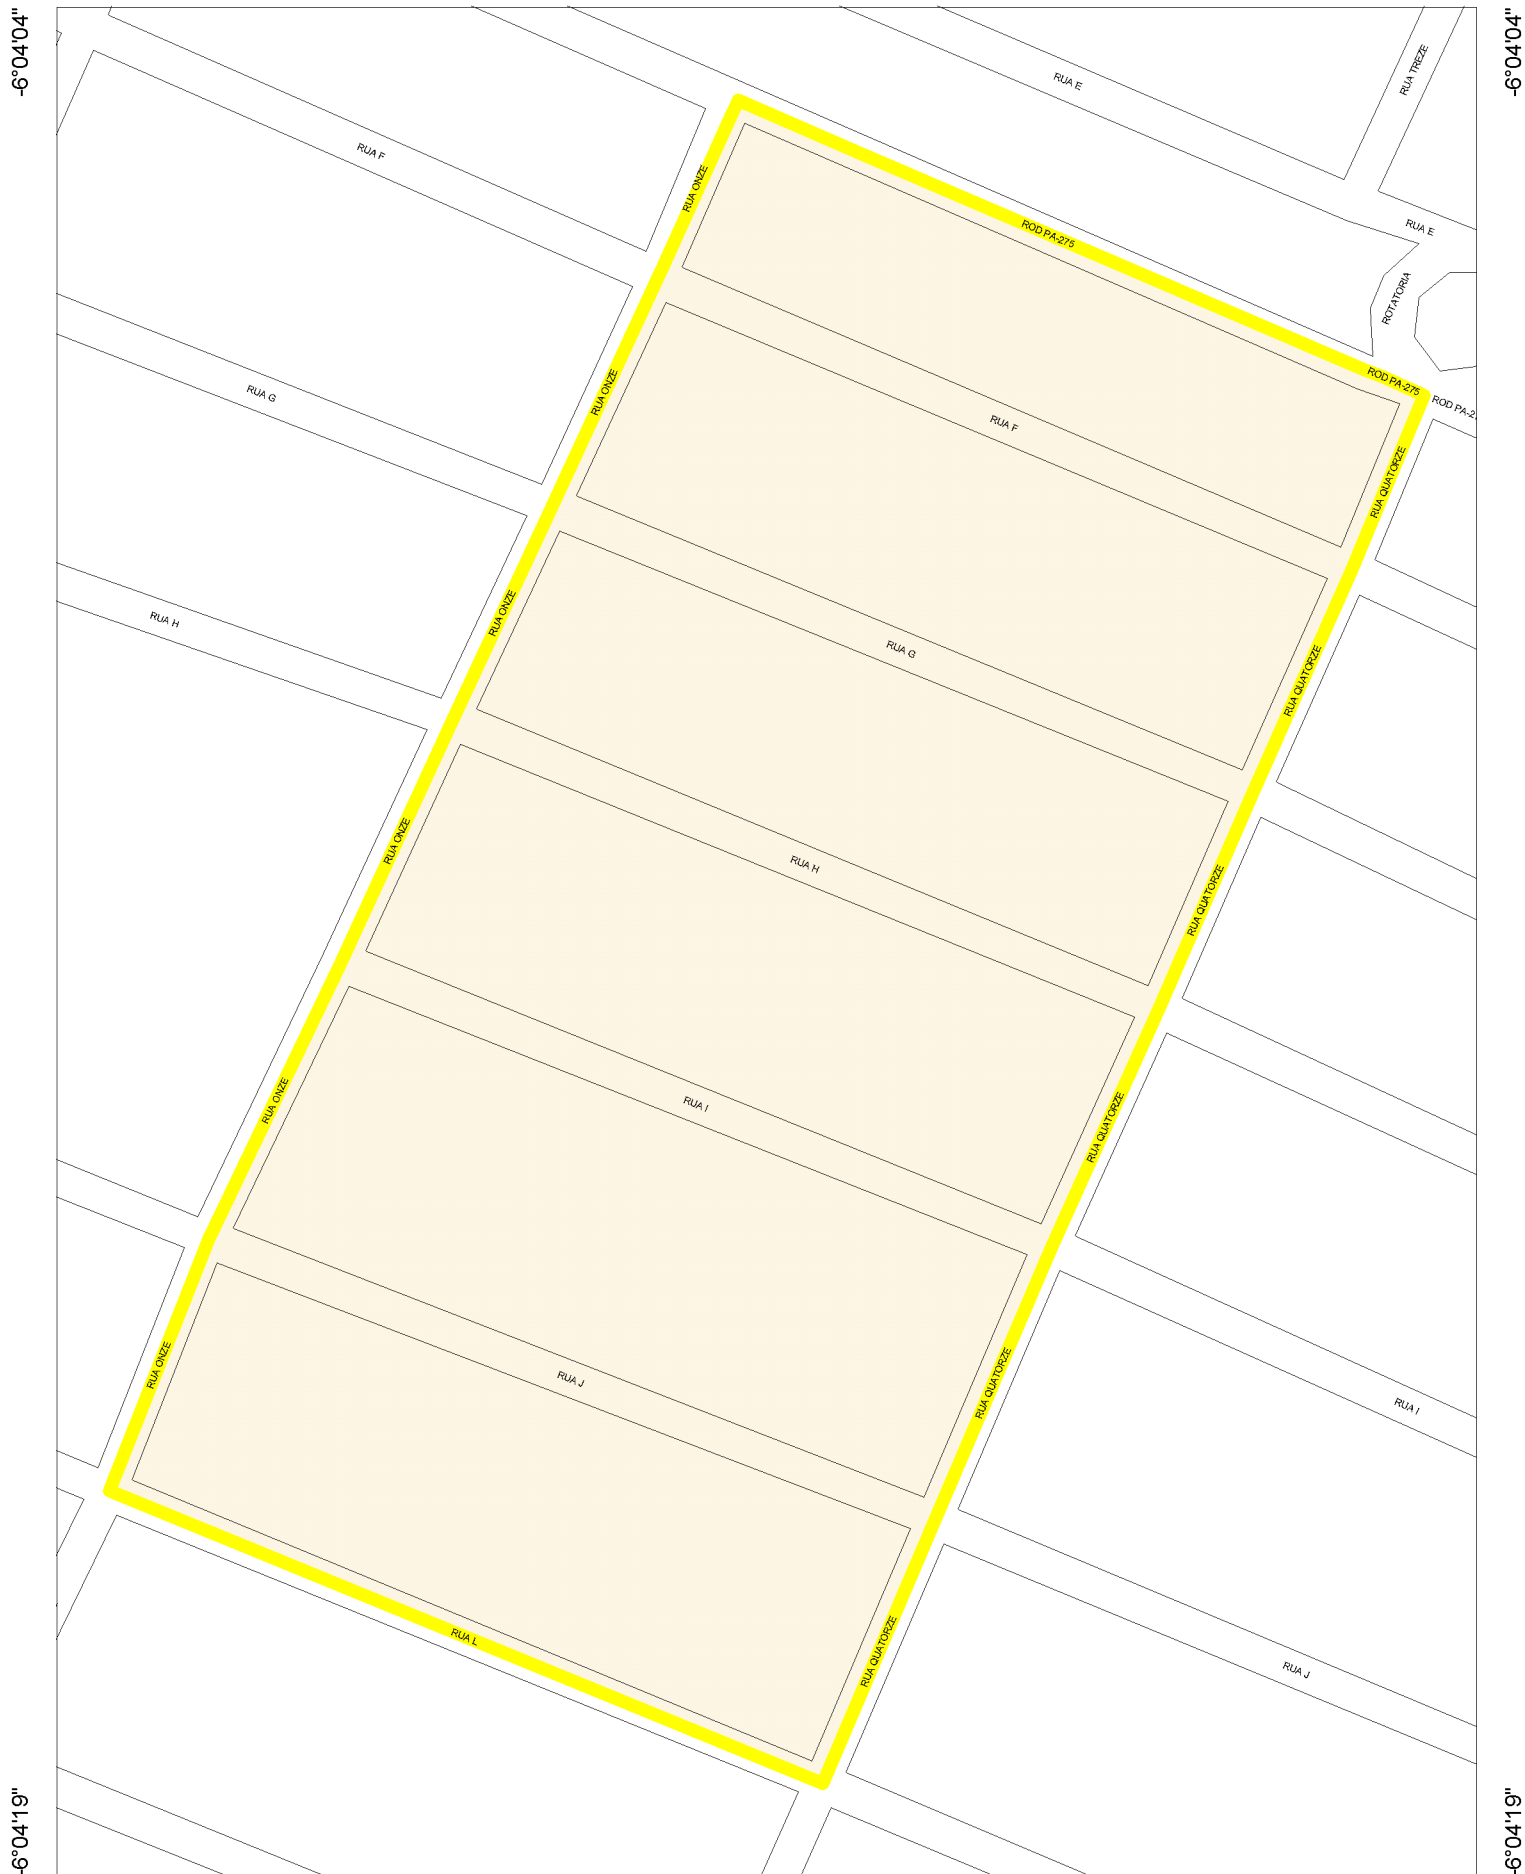 -6°04'04"
-6°04'04"
RUA E
RUA TREZE
RUA F
RUA ONZE
RUA E
ROD PA-275
ROTATORIA
ROD PA-275
ROD PA-2
RUA G
RUA ONZE
RUA F
RUA QUATORZE
RUA H
RUA ONZE
RUA G
RUA QUATORZE
RUA ONZE
RUA H
RUA QUATORZE
RUA ONZE
RUA I
RUA QUATORZE
RUA ONZE
RUA J
RUA QUATORZE
RUA I
RUA L
RUA QUATORZE
RUA J
-6°04'19"
-6°04'19"